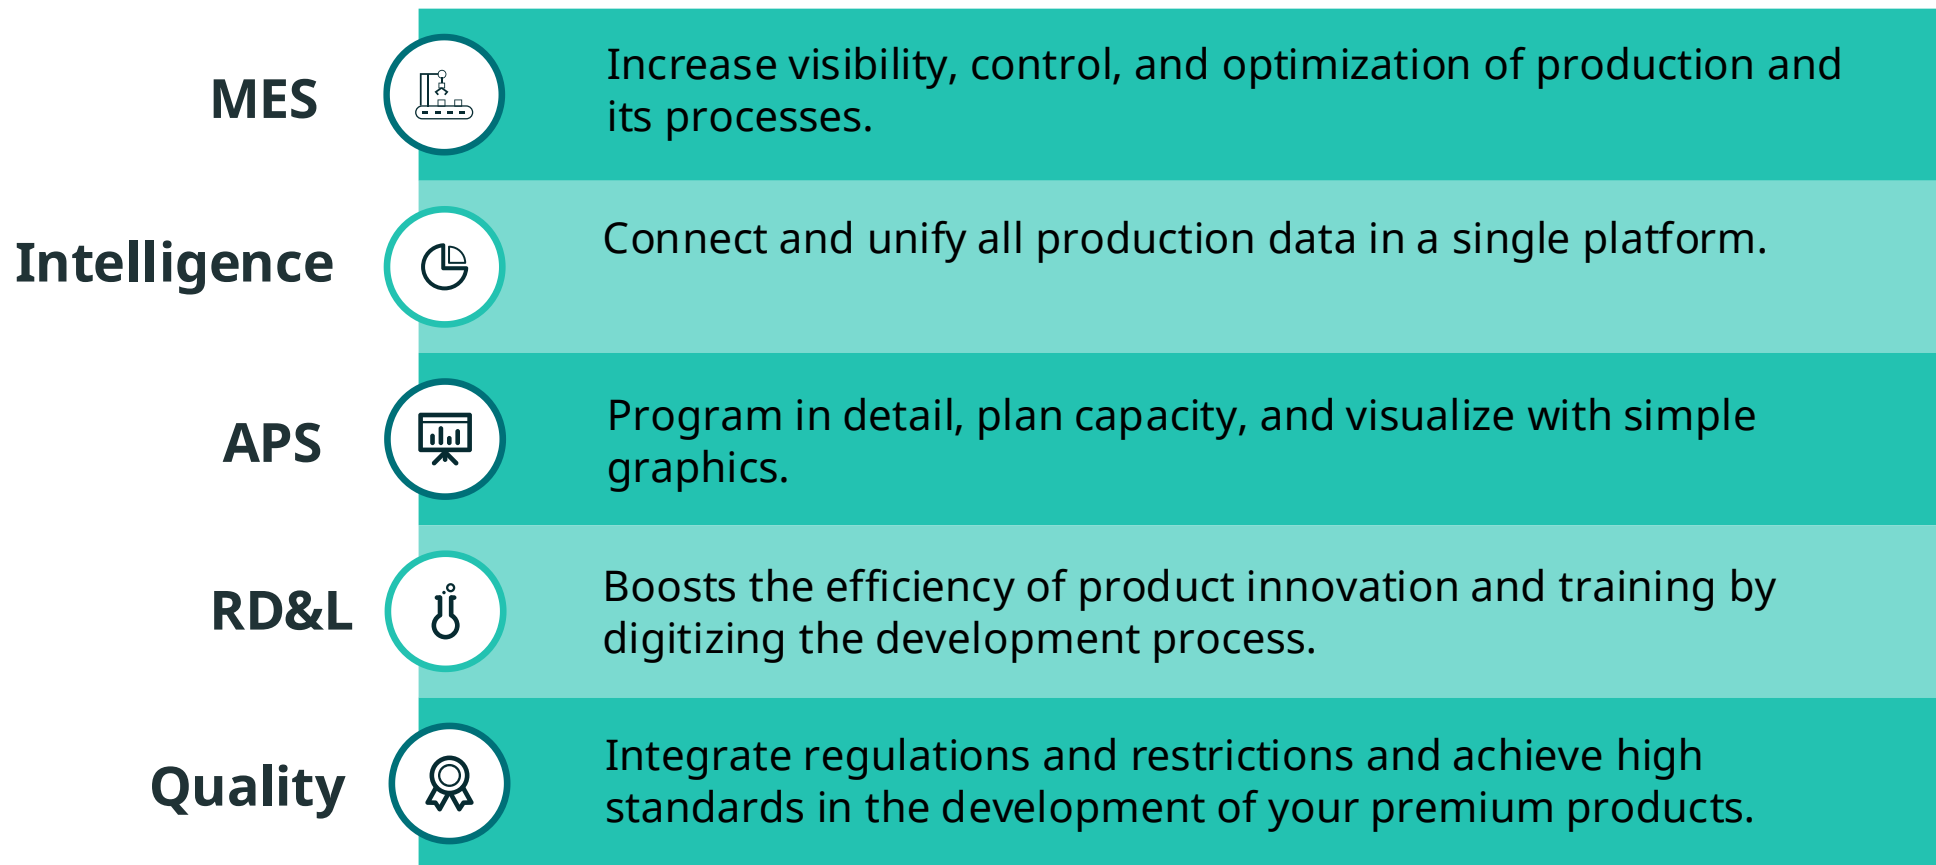 MES
Increase visibility, control, and optimization of production and
its processes.
Intelligence
Connect and unify all production data in a single platform.
APS
Program in detail, plan capacity, and visualize with simple
graphics.
RD&L
Boosts the efficiency of product innovation and training by
digitizing the development process.
Quality
Integrate regulations and restrictions and achieve high
standards in the development of your premium products.